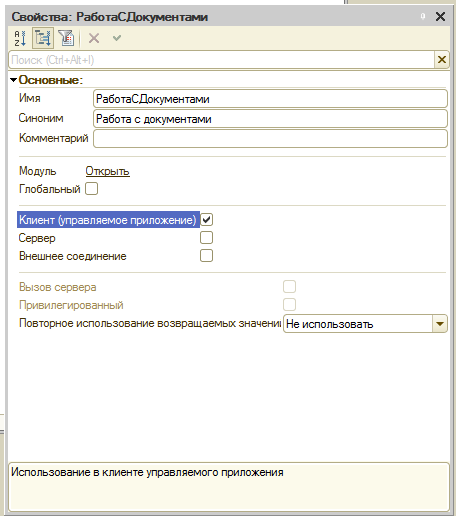 Свойства: РаботаСДокументами
Поиск (Ctrl+Alt+I)
Основные:
Имя РаботаСДокументами
Синоним Работа с документами
Комментарий
Модуль Открыть
Глобальный
Клиент (управляемое приложение)
Сервер
Внешнее соединение
Вызов сервера
Привилегированный
Повторное использование возвращаемых значени Не использовать
Использование в клиенте управляемого приложения